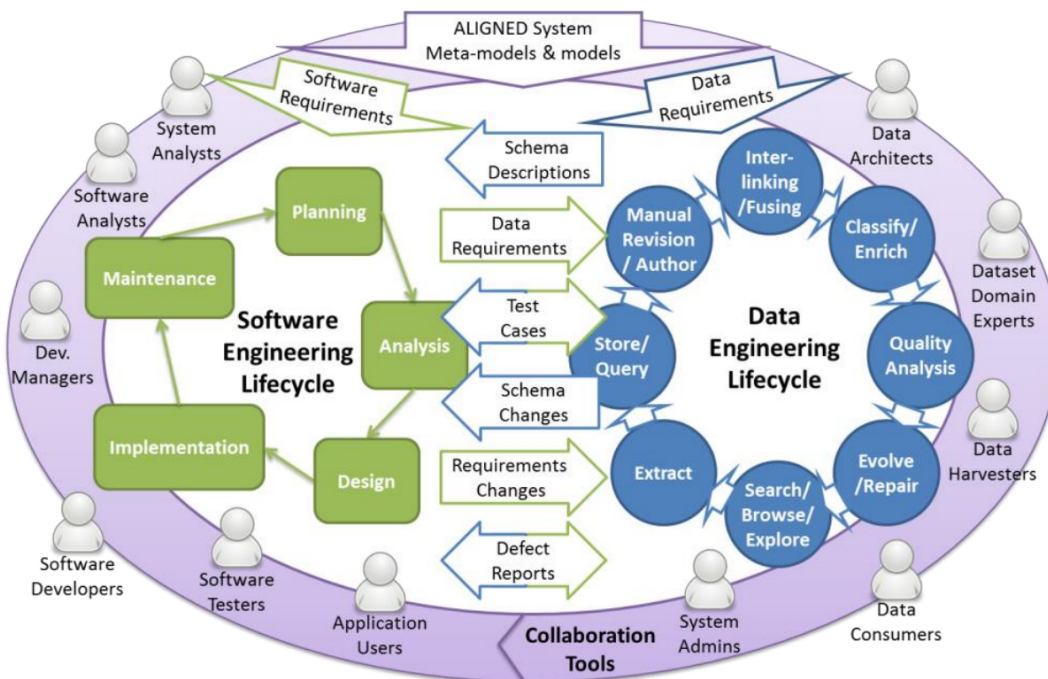 ALIGNED System
Meta-models & models
Software
Requirements
Data
Requirements
System
Analysts
Software
Analysts
Dev.
Managers
Software
Developers
Software
Testers
Application
Users
Collaboration
Tools
System
Admins
Data
Consumers
Data
Harvesters
Dataset
Domain
Experts
Data
Architects
Planning
Maintenance
Software
Engineering
Lifecycle
Analysis
Implementation
Design
Schema
Descriptions
Data
Requirements
Test
Cases
Schema
Changes
Requirements
Changes
Defect
Reports
Inter-
linking
/Fusing
Manual
Revision
/ Author
Classify/
Enrich
Data
Engineering
Lifecycle
Store/
Query
Quality
Analysis
Extract
Evolve
/Repair
Search/
Browse/
Explore